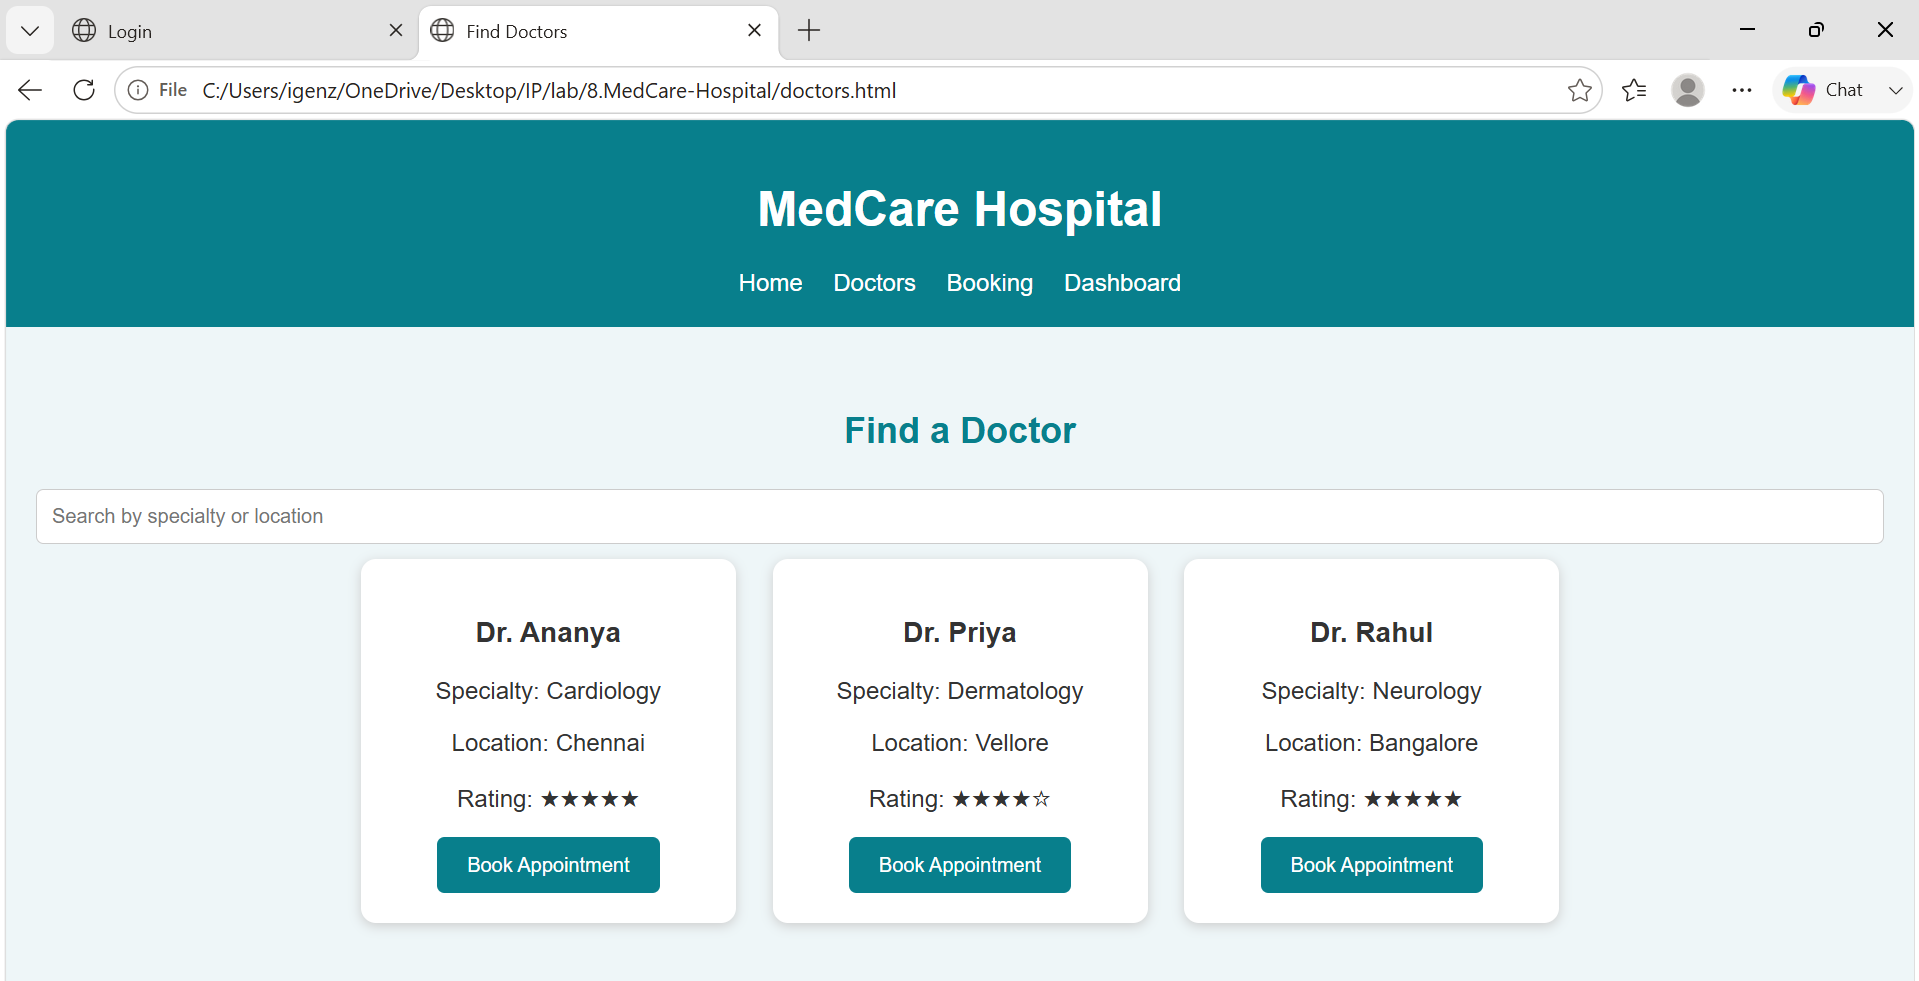 Login
Find Doctors
File C:/Users/igenz/OneDrive/Desktop/IP/lab/8.MedCare-Hospital/doctors.html
Chat
MedCare Hospital
Home Doctors Booking Dashboard
Find a Doctor
Search by specialty or location
Dr. Ananya
Specialty: Cardiology
Location: Chennai
Rating: ★★★★★
Book Appointment
Dr. Priya
Specialty: Dermatology
Location: Vellore
Rating: ★★★★☆
Book Appointment
Dr. Rahul
Specialty: Neurology
Location: Bangalore
Rating: ★★★★★
Book Appointment